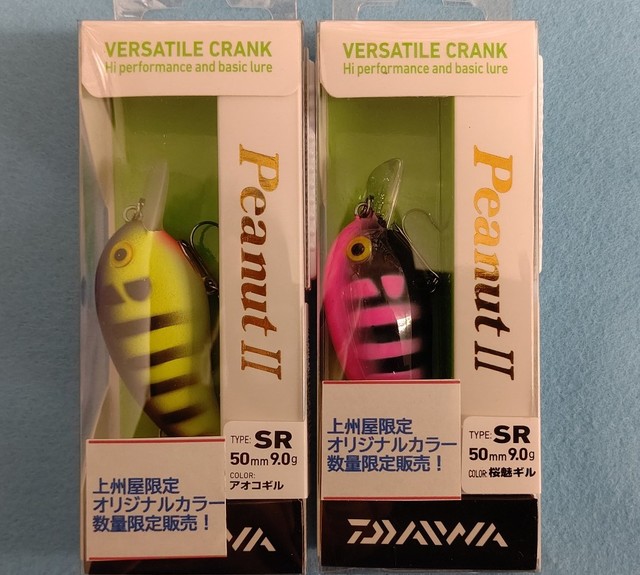 VERSATILE CRANK
Hi performance and basic lure
Peanut II
TYPE: SR
50mm 9.0g
COLOR:
アオコギル
上州屋限定
オリジナルカラー
数量限定販売！
VERSATILE CRANK
Hi performance and basic lure
Peanut II
TYPE: SR
50mm 9.0g
COLOR: 桜魅ギル
上州屋限定
オリジナルカラー
数量限定販売！
DAIWA